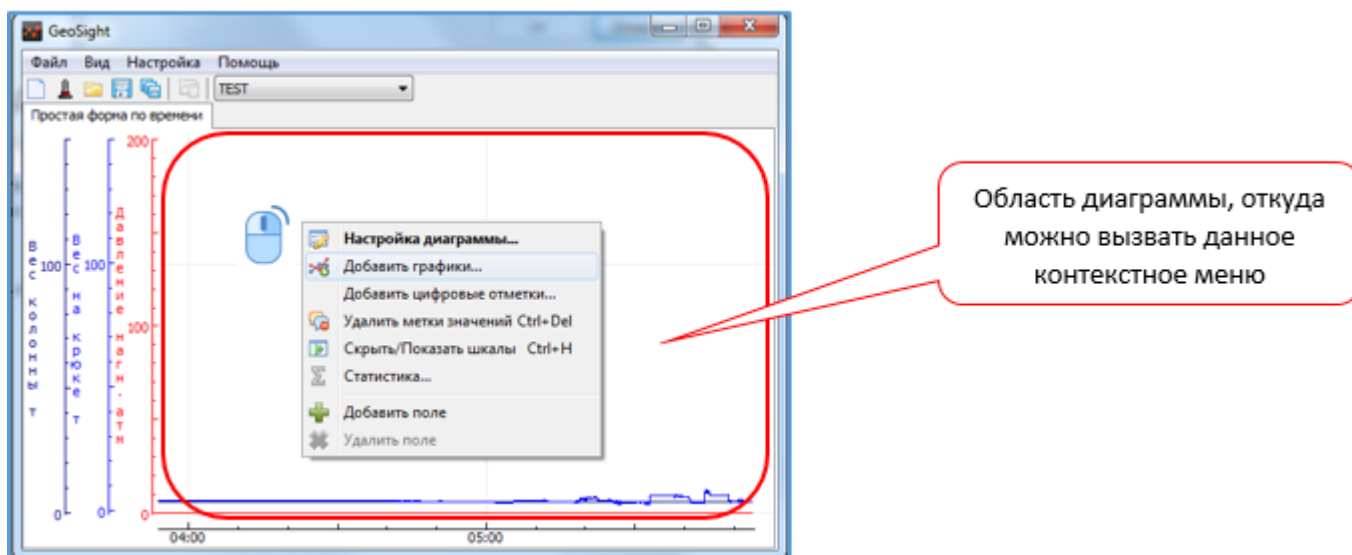 GeoSight
Файл Вид Настройка Помощь
TEST
Простая форма по времени
Вес колонны т
100
0
Вес на крюке т
100
0
Давление нагн. атм
200
100
0
Настройка диаграммы...
Добавить графики...
Добавить цифровые отметки...
Удалить метки значений Ctrl+Del
Скрыть/Показать шкалы Ctrl+H
Статистика...
Добавить поле
Удалить поле
04:00 05:00
Область диаграммы, откуда
можно вызвать данное
контекстное меню